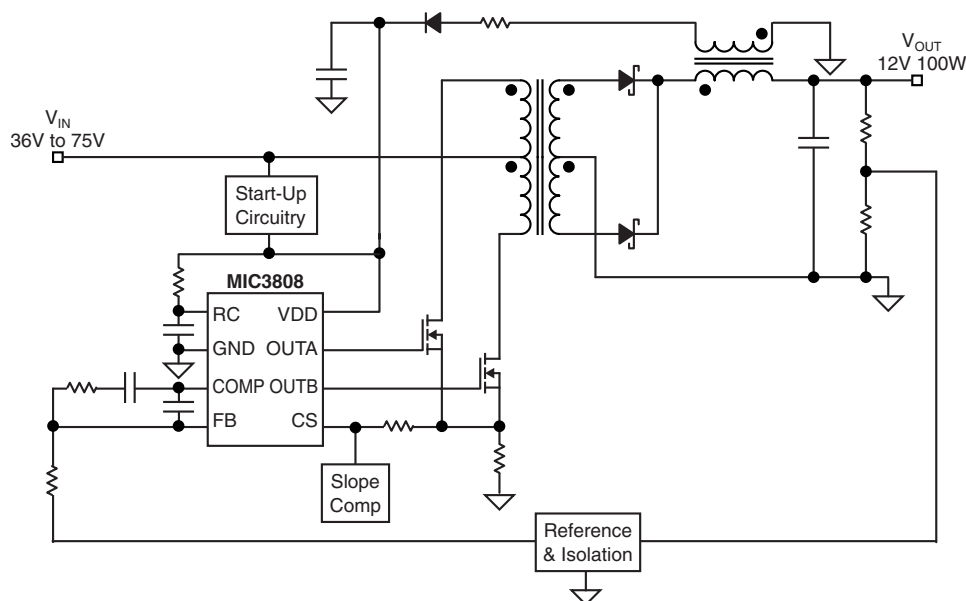 V_OUT
12V 100W
V_IN
36V to 75V
Start-Up
Circuitry
MIC3808
RC VDD
GND OUTA
COMP OUTB
FB CS
Slope
Comp
Reference
& Isolation